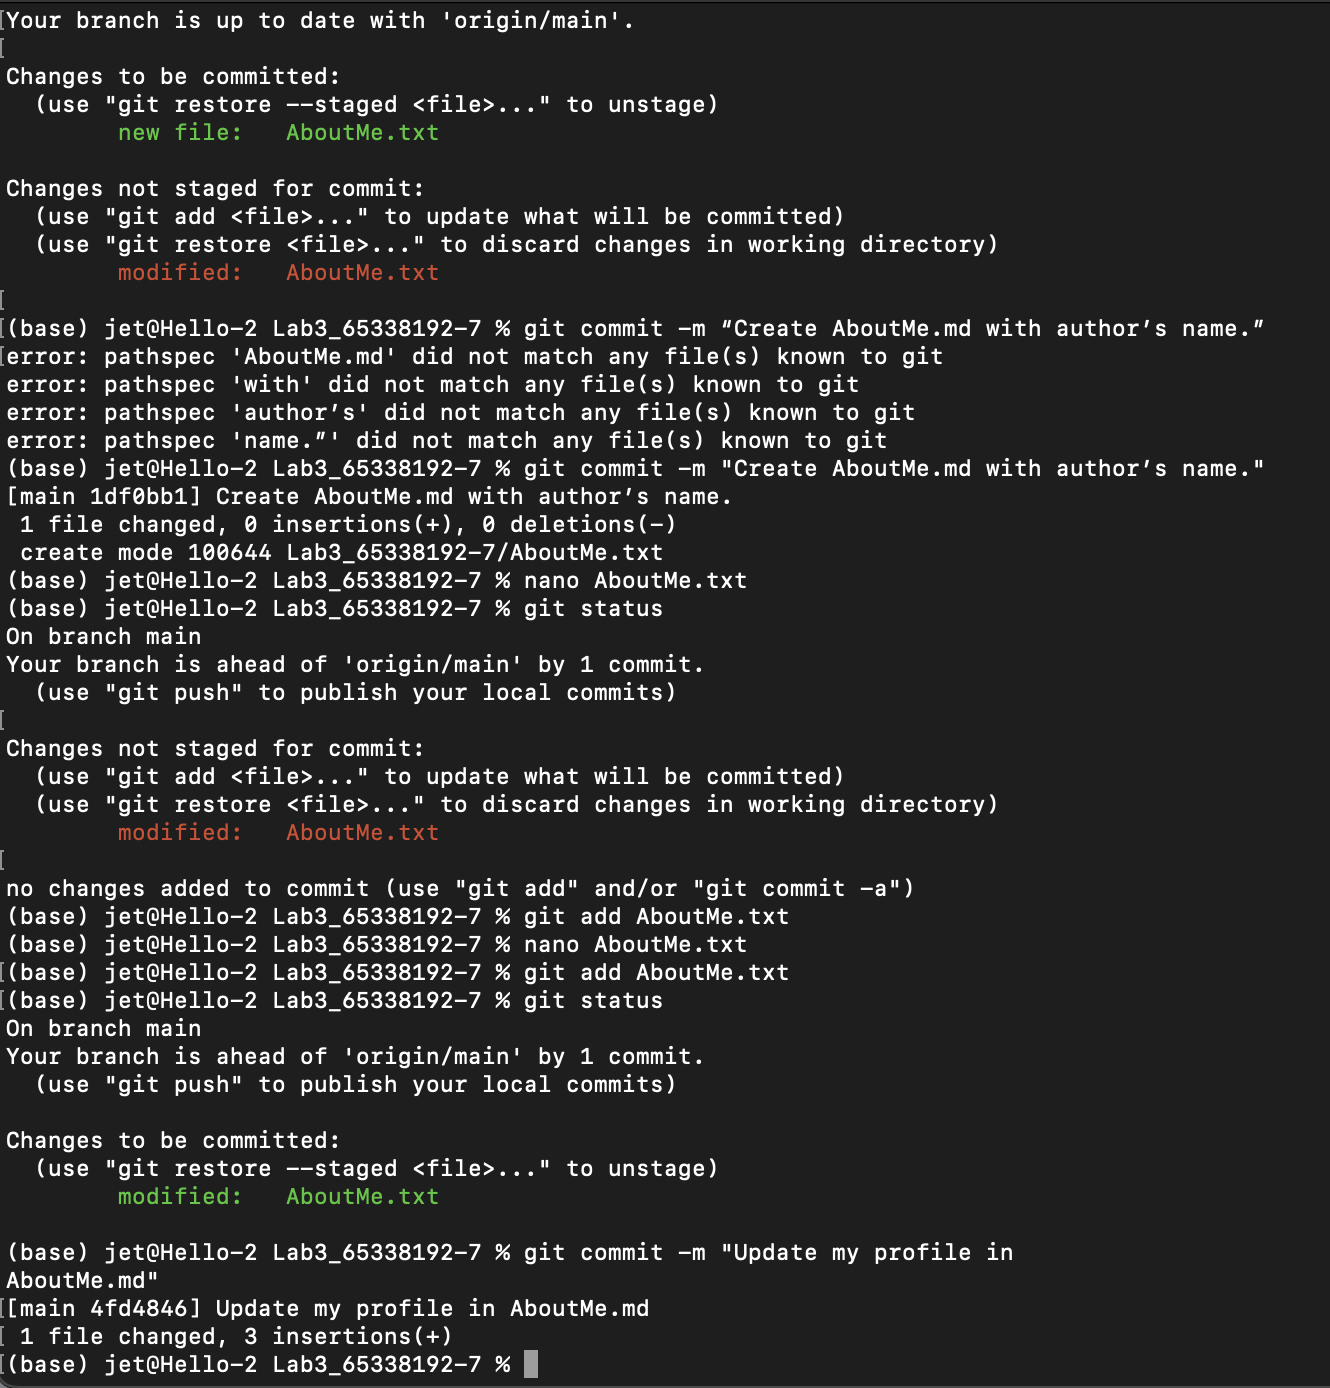 [Your branch is up to date with 'origin/main'.
[
Changes to be committed:
  (use "git restore --staged <file>..." to unstage)
        new file:   AboutMe.txt

Changes not staged for commit:
  (use "git add <file>..." to update what will be committed)
  (use "git restore <file>..." to discard changes in working directory)
        modified:   AboutMe.txt
[
[(base) jet@Hello-2 Lab3_65338192-7 % git commit -m “Create AboutMe.md with author’s name.”
[error: pathspec 'AboutMe.md' did not match any file(s) known to git
error: pathspec 'with' did not match any file(s) known to git
error: pathspec 'author’s' did not match any file(s) known to git
error: pathspec 'name.”' did not match any file(s) known to git
(base) jet@Hello-2 Lab3_65338192-7 % git commit -m "Create AboutMe.md with author’s name."
[main 1df0bb1] Create AboutMe.md with author’s name.
 1 file changed, 0 insertions(+), 0 deletions(-)
 create mode 100644 Lab3_65338192-7/AboutMe.txt
(base) jet@Hello-2 Lab3_65338192-7 % nano AboutMe.txt
(base) jet@Hello-2 Lab3_65338192-7 % git status
On branch main
Your branch is ahead of 'origin/main' by 1 commit.
  (use "git push" to publish your local commits)
[
Changes not staged for commit:
  (use "git add <file>..." to update what will be committed)
  (use "git restore <file>..." to discard changes in working directory)
        modified:   AboutMe.txt
[
no changes added to commit (use "git add" and/or "git commit -a")
(base) jet@Hello-2 Lab3_65338192-7 % git add AboutMe.txt
(base) jet@Hello-2 Lab3_65338192-7 % nano AboutMe.txt
[(base) jet@Hello-2 Lab3_65338192-7 % git add AboutMe.txt
[(base) jet@Hello-2 Lab3_65338192-7 % git status
On branch main
Your branch is ahead of 'origin/main' by 1 commit.
  (use "git push" to publish your local commits)

Changes to be committed:
  (use "git restore --staged <file>..." to unstage)
        modified:   AboutMe.txt

(base) jet@Hello-2 Lab3_65338192-7 % git commit -m "Update my profile in
AboutMe.md"
[[main 4fd4846] Update my profile in AboutMe.md
[ 1 file changed, 3 insertions(+)
[(base) jet@Hello-2 Lab3_65338192-7 %